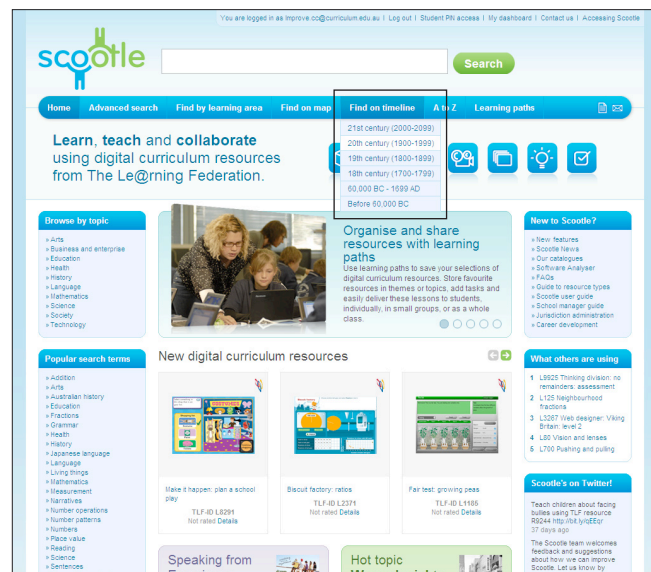 You are logged in as improve.cc@curriculum.edu.au | Log out | Student PIN access | My dashboard | Contact us | Accessing Scootle
scootle
Search
Home Advanced search Find by learning area Find on map Find on timeline A to Z Learning paths
21st century (2000-2099)
20th century (1900-1999)
19th century (1800-1899)
18th century (1700-1799)
60,000 BC - 1699 AD
Before 60,000 BC
Learn, teach and collaborate
using digital curriculum resources
from The Le@rning Federation.
Browse by topic
» Arts
» Business and enterprise
» Education
» Health
» History
» Language
» Mathematics
» Science
» Society
» Technology
Organise and share
resources with learning
paths
Use learning paths to save your selections of
digital curriculum resources. Store favourite
resources in themes or topics, add tasks and
easily deliver these lessons to students,
individually, in small groups, or as a whole
class.
New to Scootle?
» New features
» Scootle News
» Our catalogues
» Software Analyser
» FAQs
» Guide to resource types
» Scootle user guide
» School manager guide
» Jurisdiction administration
» Career development
Popular search terms
» Addition
» Arts
» Australian history
» Education
» Fractions
» Grammar
» Health
» History
» Japanese language
» Language
» Living things
» Mathematics
» Measurement
» Narratives
» Number operations
» Number patterns
» Numbers
» Place value
» Reading
» Science
» Sentences
New digital curriculum resources
Make it happen: plan a school
play
TLF-ID L8291
Not rated Details
Biscuit factory: ratios
TLF-ID L2371
Not rated Details
Fair test: growing peas
TLF-ID L1165
Not rated Details
What others are using
1 L9925 Thinking division: no
remainders: assessment
2 L125 Neighbourhood
fractions
3 L3267 Web designer: Viking
Britain: level 2
4 L80 Vision and lenses
5 L700 Pushing and pulling
Scootle's on Twitter!
Teach children about facing
bullies using TLF resource
R9244 http://bit.ly/qEEqr
37 days ago
The Scootle team welcomes
feedback and suggestions
about how we can improve
Scootle. Let us know by
Speaking from
Hot topic